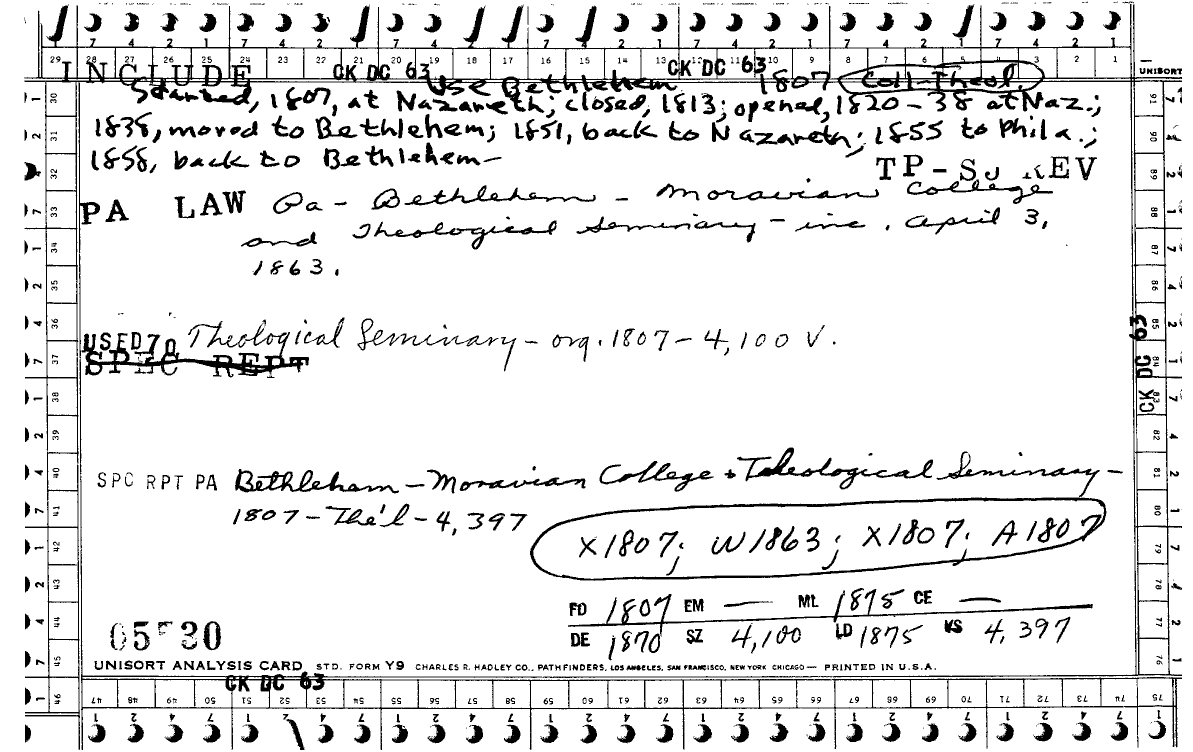 INCLUDE CK DC 63 Use Bethlehem CK DC 63 1807 Coll-Theol.
Started, 1807, at Nazareth; closed, 1813; opened, 1820-38 at Naz.;
1838, moved to Bethlehem; 1851, back to Nazareth; 1855 to Phila.;
1858, back to Bethlehem-
TP- REV
PA LAW Pa - Bethlehem - Moravian College
and Theological Seminary - inc. April 3,
1863.
USED 70 Theological Seminary - org. 1807 - 4,100 V.
SPEC REPT
CK DC 63
SPC RPT PA Bethlehem - Moravian College + Theological Seminary -
1807 - The'l - 4,397
X1807; W1863; X1807; A1807
FD 1807 EM — ML 1875 CE —
DE 1870 SZ 4,100 LD 1875 VS 4,397
05 30
UNISORT ANALYSIS CARD STD. FORM Y9 CHARLES R. HADLEY CO., PATHFINDERS, LOS ANGELES, SAN FRANCISCO, NEW YORK CHICAGO — PRINTED IN U.S.A.
CK DC 63